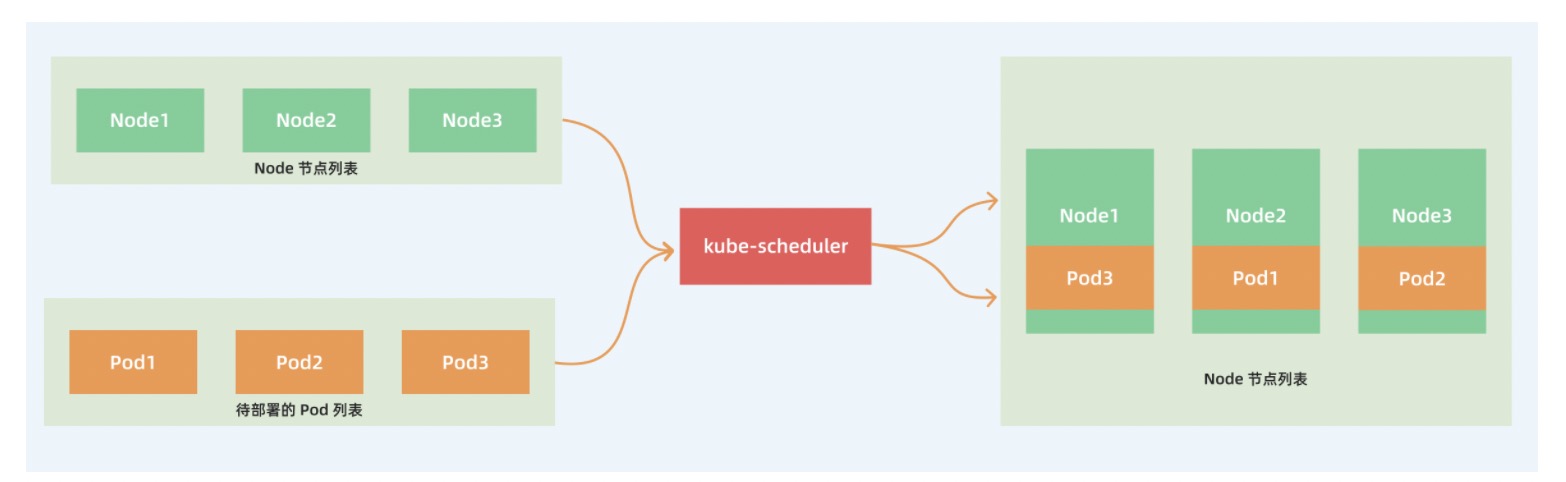 Node1
Node2
Node3
Node 节点列表
Pod1
Pod2
Pod3
待部署的 Pod 列表
kube-scheduler
Node1
Node2
Node3
Pod3
Pod1
Pod2
Node 节点列表